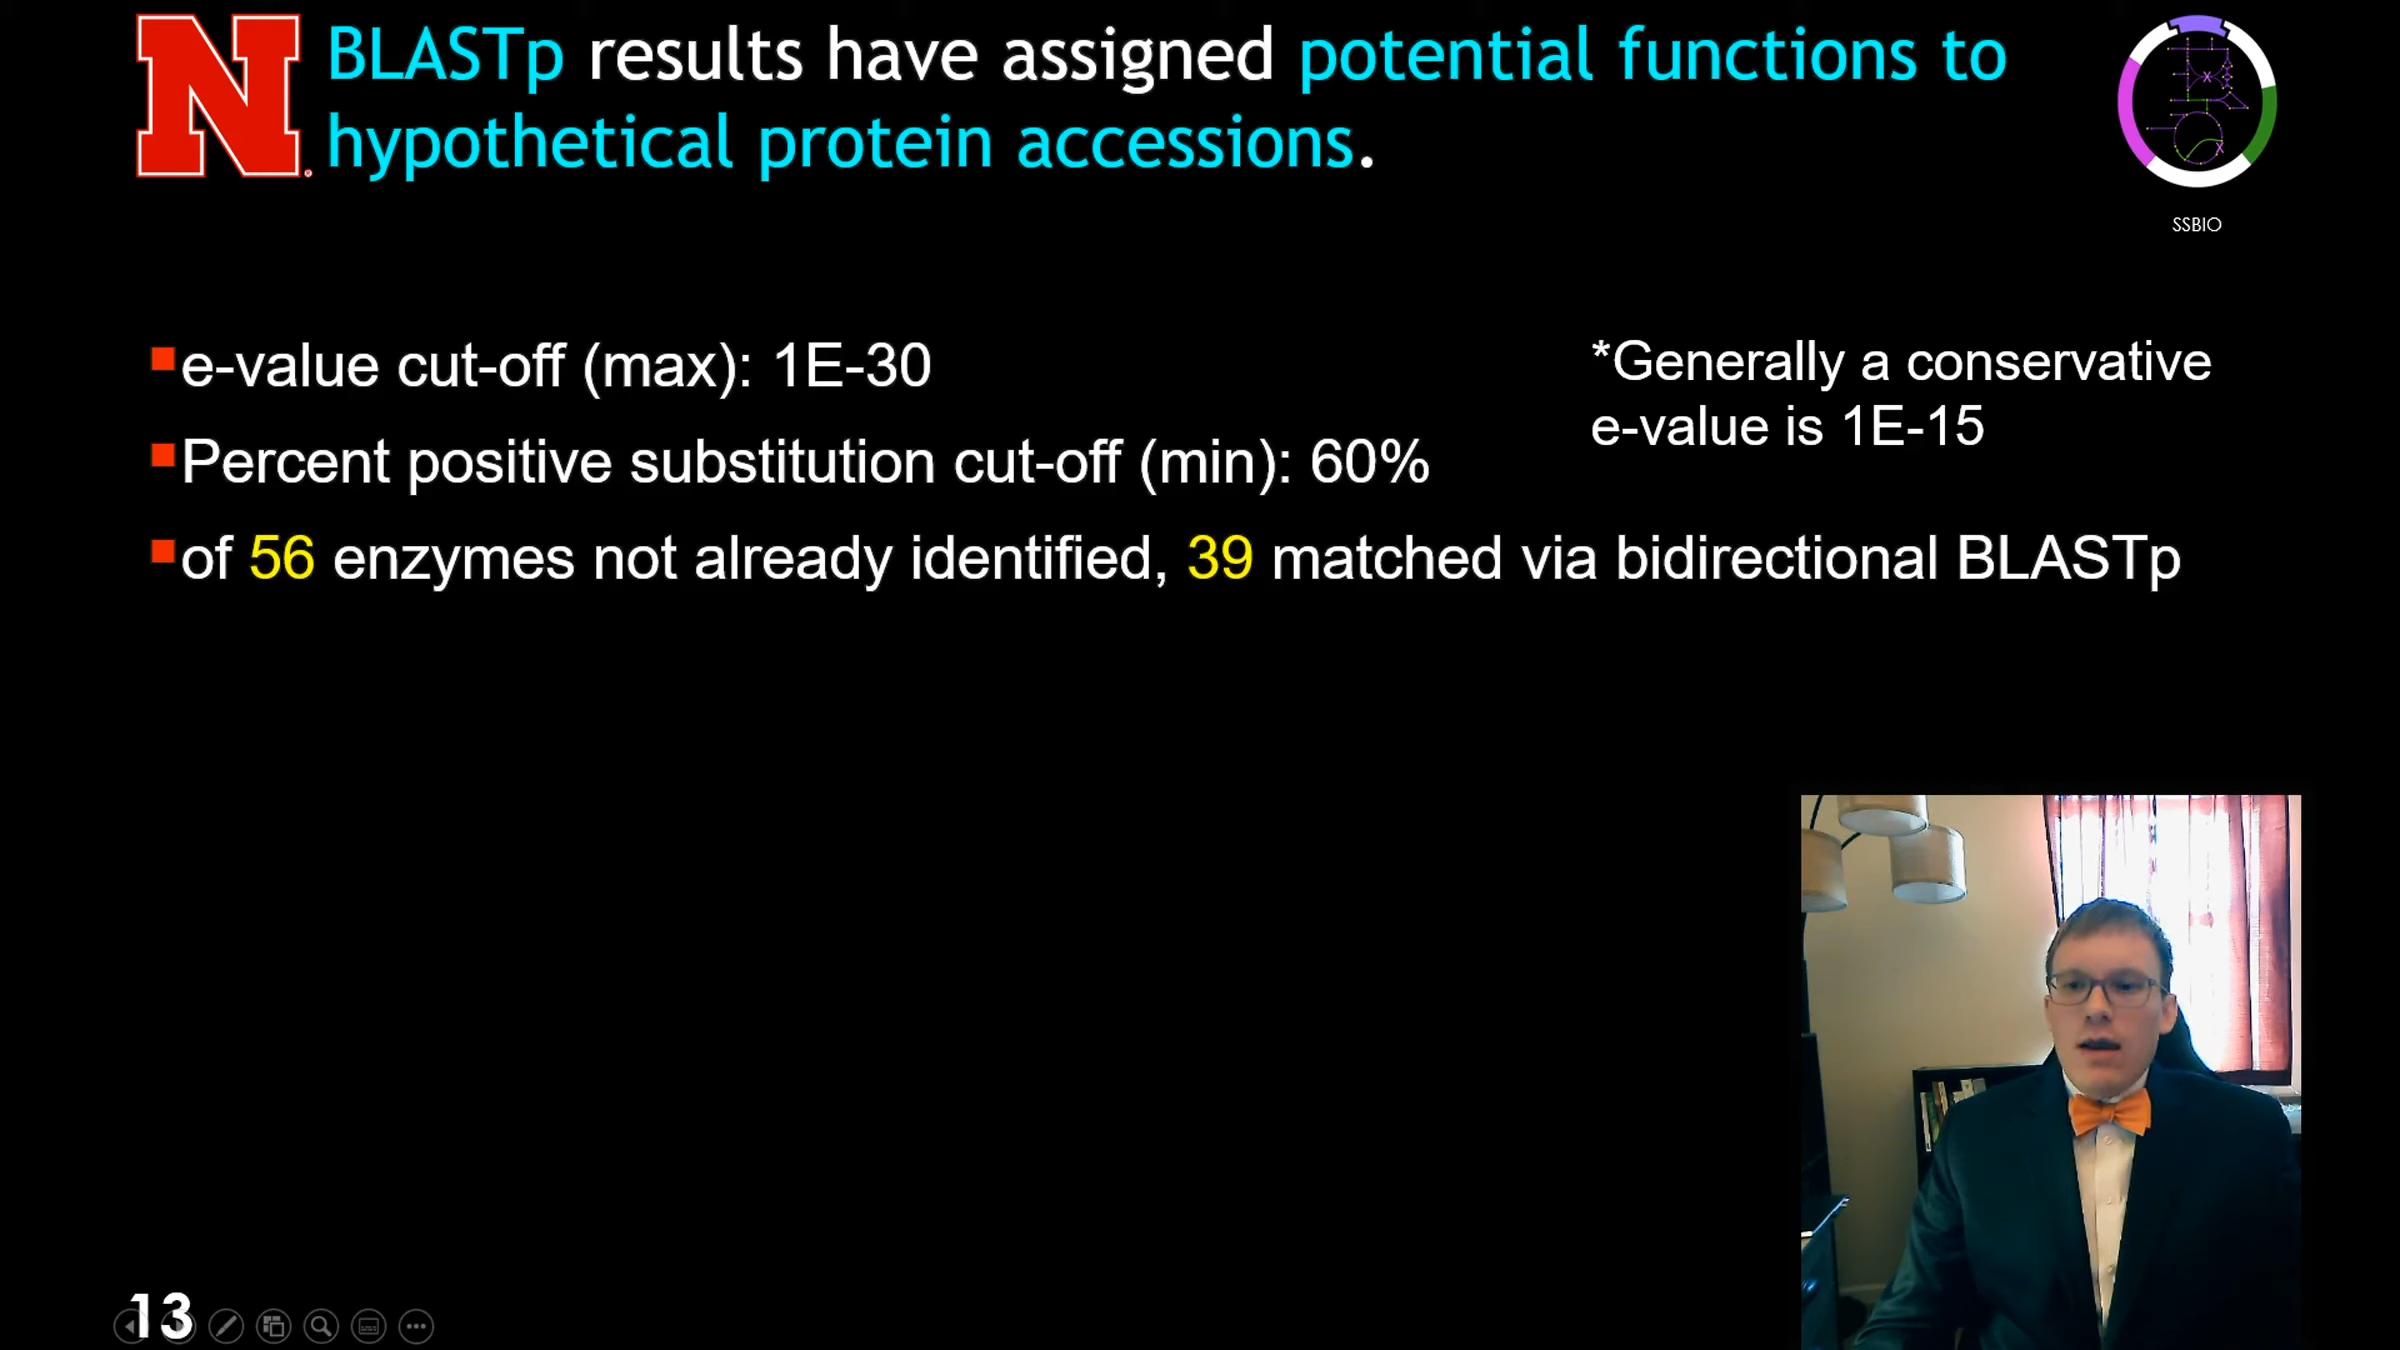 N
BLASTp results have assigned potential functions to
hypothetical protein accessions.
SSBIO
e-value cut-off (max): 1E-30
*Generally a conservative
e-value is 1E-15
Percent positive substitution cut-off (min): 60%
of 56 enzymes not already identified, 39 matched via bidirectional BLASTp
13